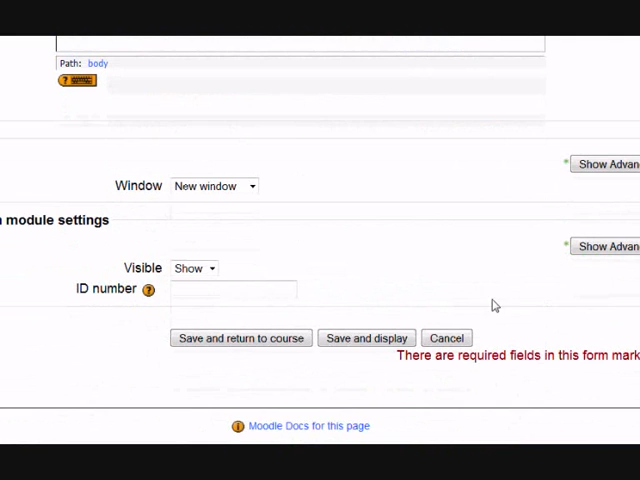 Path: body
Show Advan
Window New window
n module settings
Show Advan
Visible Show
ID number
Save and return to course Save and display Cancel
There are required fields in this form mark
Moodle Docs for this page